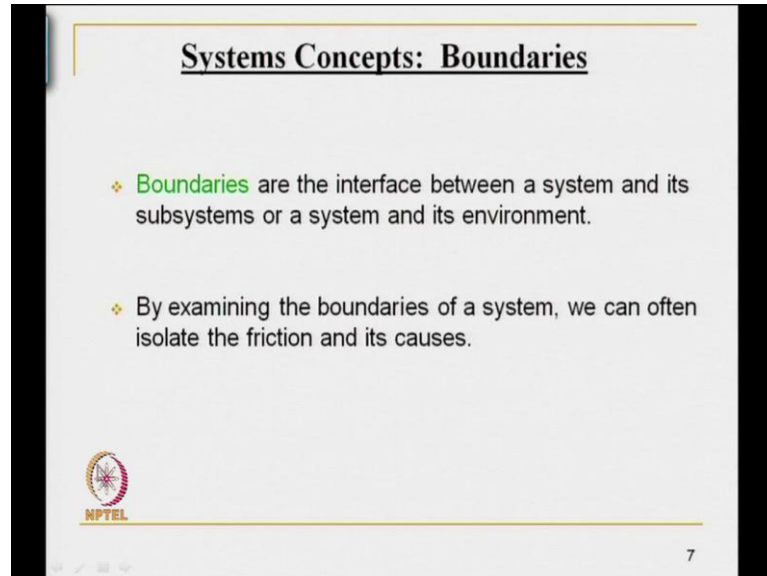 Systems Concepts: Boundaries
Boundaries are the interface between a system and its
subsystems or a system and its environment.
By examining the boundaries of a system, we can often
isolate the friction and its causes.
NPTEL
7